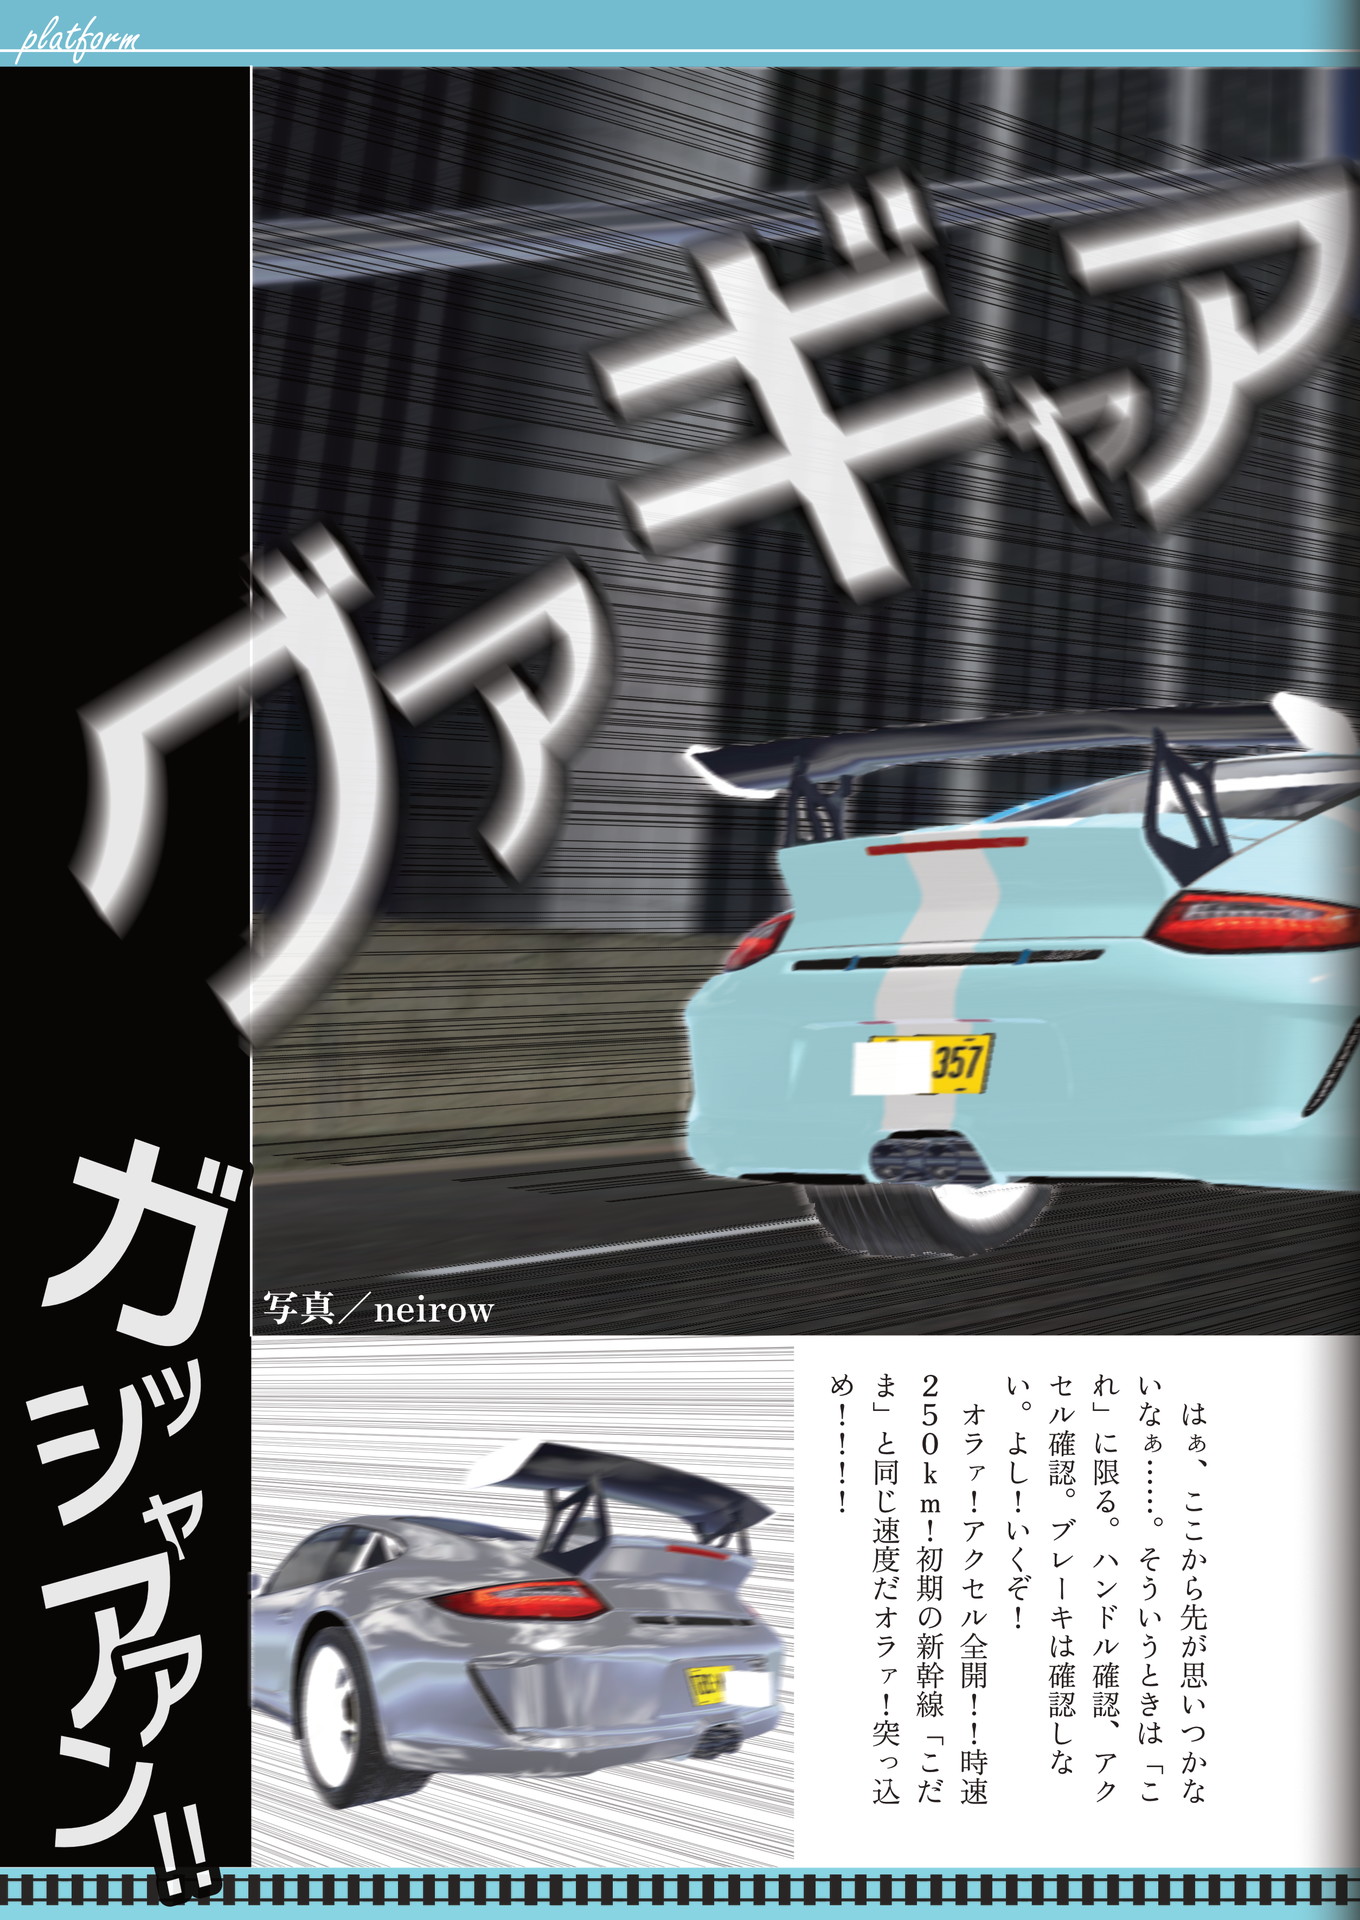 platform
ギャア
ヴァ
ガッシャアアン!!
写真／neirow
357
はぁ、ここから先が思いつかな
いなぁ……。そういうときは「こ
れ」に限る。ハンドル確認、アク
セル確認。ブレーキは確認しな
い。よし！いくぞ！
オラァ！アクセル全開！！時速
250km！初期の新幹線「こだ
ま」と同じ速度だオラァ！突っ込
め！！！！